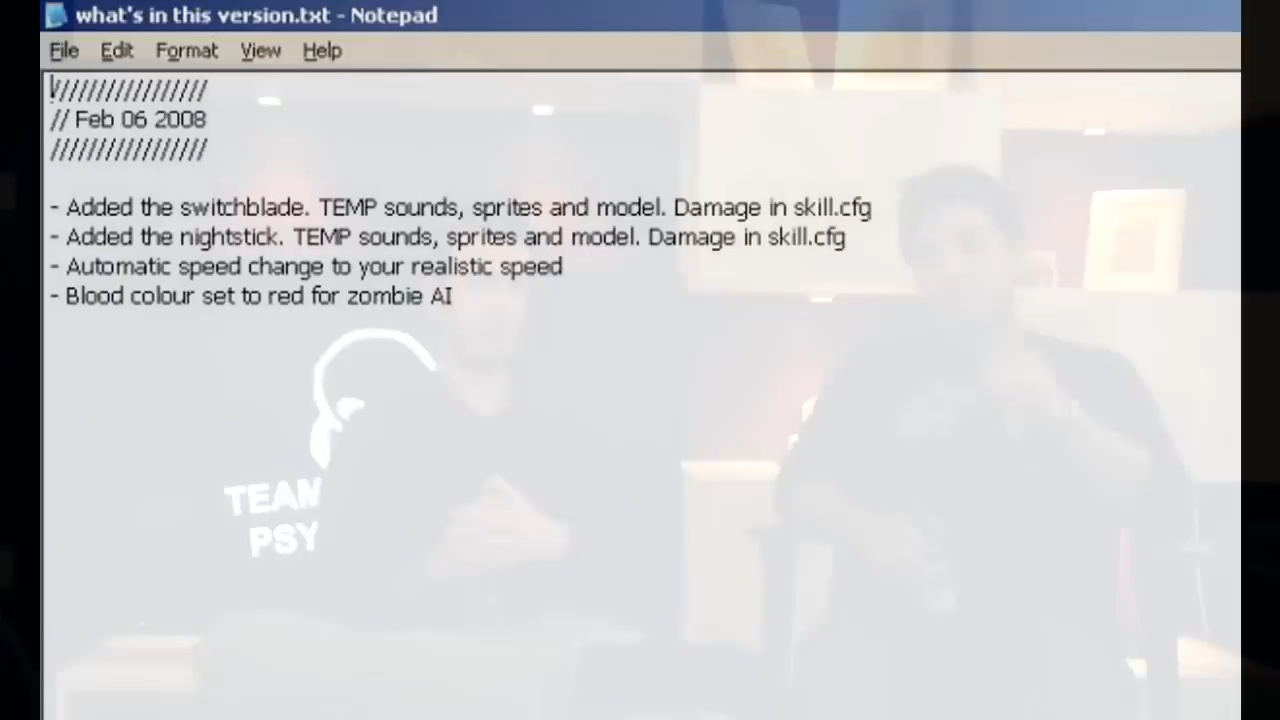 what's in this version.txt - Notepad
File Edit Format View Help
/////////////////
// Feb 06 2008
/////////////////
- Added the switchblade. TEMP sounds, sprites and model. Damage in skill.cfg
- Added the nightstick. TEMP sounds, sprites and model. Damage in skill.cfg
- Automatic speed change to your realistic speed
- Blood colour set to red for zombie AI
TEAM
PSY